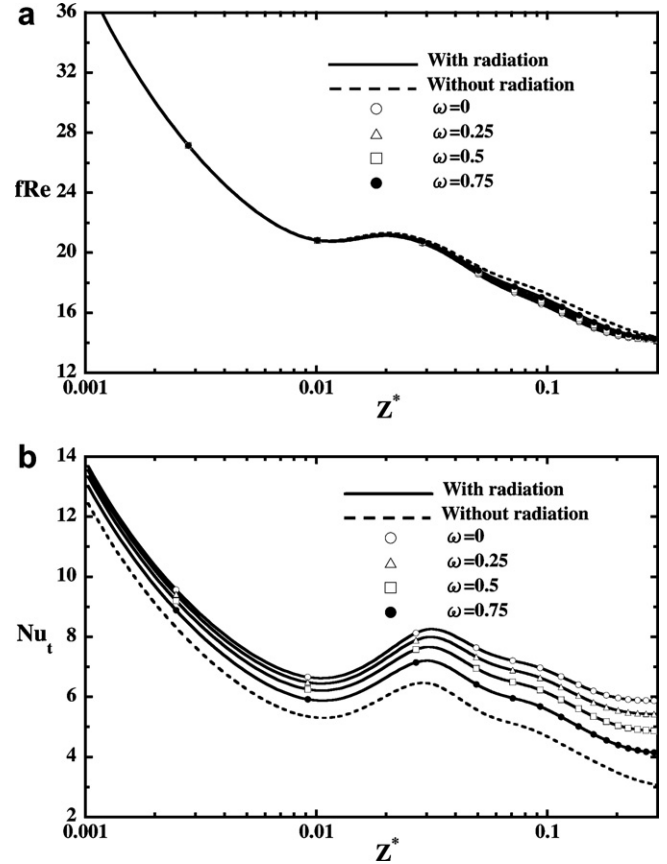 a
36
32
28
fRe 24
20
16
12
With radiation
Without radiation
ω=0
ω=0.25
ω=0.5
ω=0.75
0.001 0.01 0.1
Z*
b
14
12
10
8
Nu_t
6
4
2
With radiation
Without radiation
ω=0
ω=0.25
ω=0.5
ω=0.75
0.001 0.01 0.1
Z*